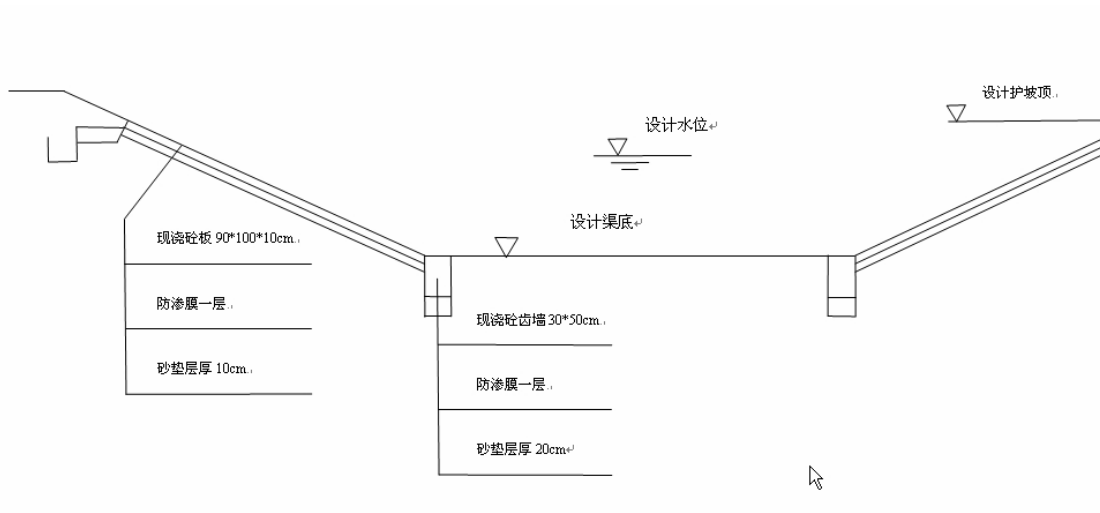 设计护坡顶
设计水位
设计渠底
现浇砼板 90*100*10cm
防渗膜一层
砂垫层厚 10cm
现浇砼齿墙 30*50cm
防渗膜一层
砂垫层厚 20cm